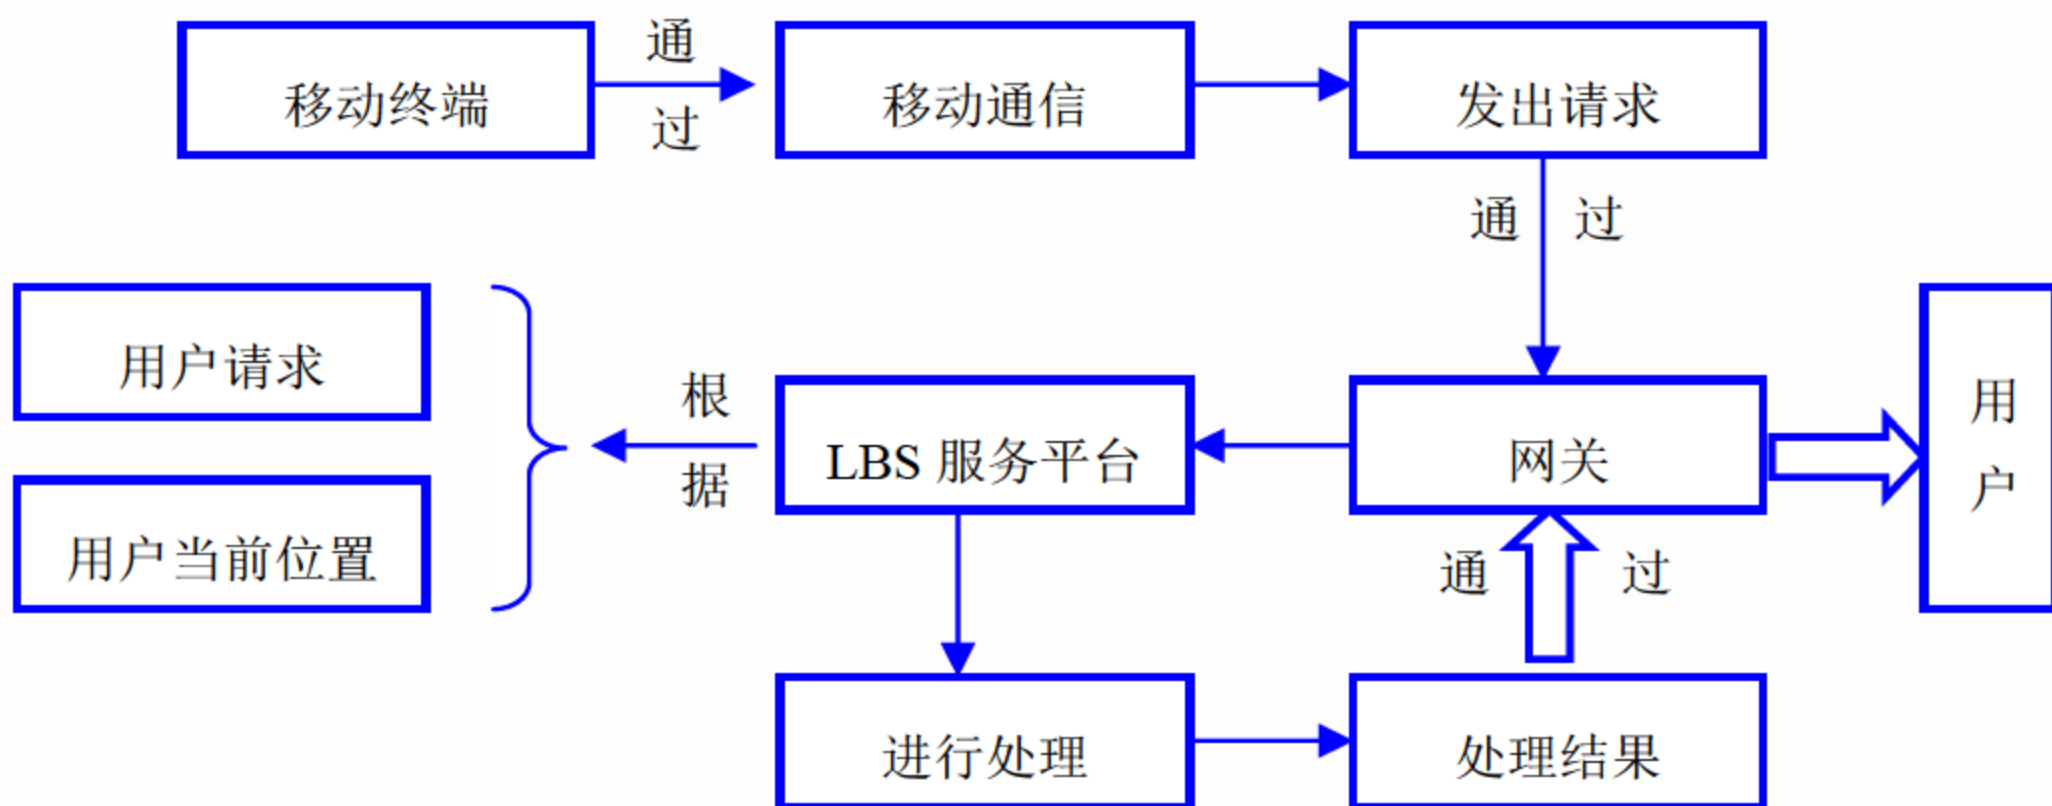 通
移动终端
移动通信
发出请求
过
通 过
用户请求
根
用
LBS 服务平台
网关
户
据
用户当前位置
通 过
进行处理
处理结果